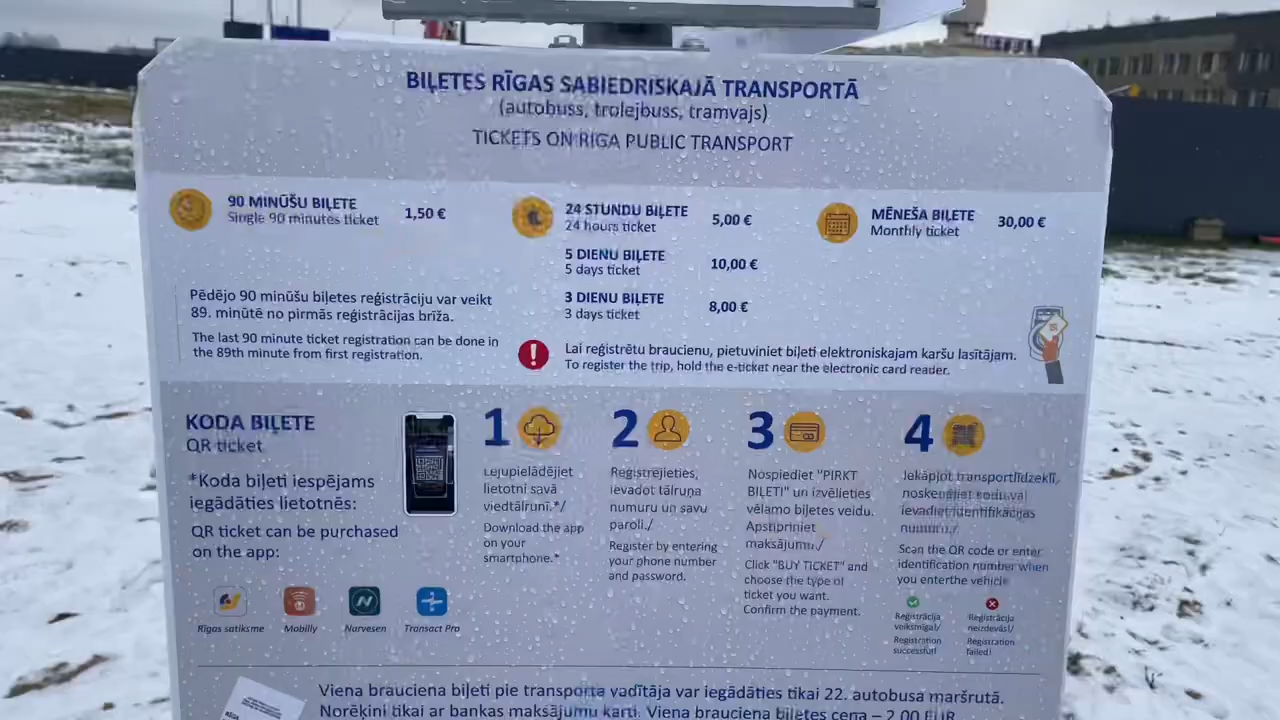 BIĻETES RĪGAS SABIEDRISKAJĀ TRANSPORTĀ
(autobuss, trolejbuss, tramvajs)
TICKETS ON RIGA PUBLIC TRANSPORT
90 MINŪŠU BIĻETE
Single 90 minutes ticket
1,50 €
24 STUNDU BIĻETE
24 hours ticket
5,00 €
5 DIENU BIĻETE
5 days ticket
10,00 €
3 DIENU BIĻETE
3 days ticket
8,00 €
MĒNEŠA BIĻETE
Monthly ticket
30,00 €
Pēdējo 90 minūšu biļetes reģistrāciju var veikt
89. minūtē no pirmās reģistrācijas brīža.
The last 90 minute ticket registration can be done in
the 89th minute from first registration.
Lai reģistrētu braucienu, pietuviniet biļeti elektroniskajam karšu lasītājam.
To register the trip, hold the e-ticket near the electronic card reader.
KODA BIĻETE
QR ticket
*Koda biļeti iespējams
iegādāties lietotnēs:
QR ticket can be purchased
on the app:
Rīgas satiksme
Mobilly
Narvesen
Transact Pro
1
Lejupielādējiet
lietotni savā
viedtālrunī.*/
Download the app
on your
smartphone.*
2
Reģistrējieties,
ievadot tālruņa
numuru un savu
paroli./
Register by entering
your phone number
and password.
3
Nospiediet "PIRKT
BIĻETI" un izvēlieties
vēlamo biļetes veidu.
Apstipriniet
maksājumu./
Click "BUY TICKET" and
choose the type of
ticket you want.
Confirm the payment.
4
Iekāpjot transportlīdzeklī,
noskenējiet kodu vai
ievadiet identifikācijas
numuru./
Scan the QR code or enter
identification number when
you enter the vehicle
Reģistrācija
veiksmīga!/
Registration
successful!
Reģistrācija
neizdevās!/
Registration
failed!
Viena brauciena biļeti pie transporta vadītāja var iegādāties tikai 22. autobusa maršrutā.
Norēķini tikai ar bankas maksājumu karti. Viena brauciena biļetes cena – 2,00 EUR